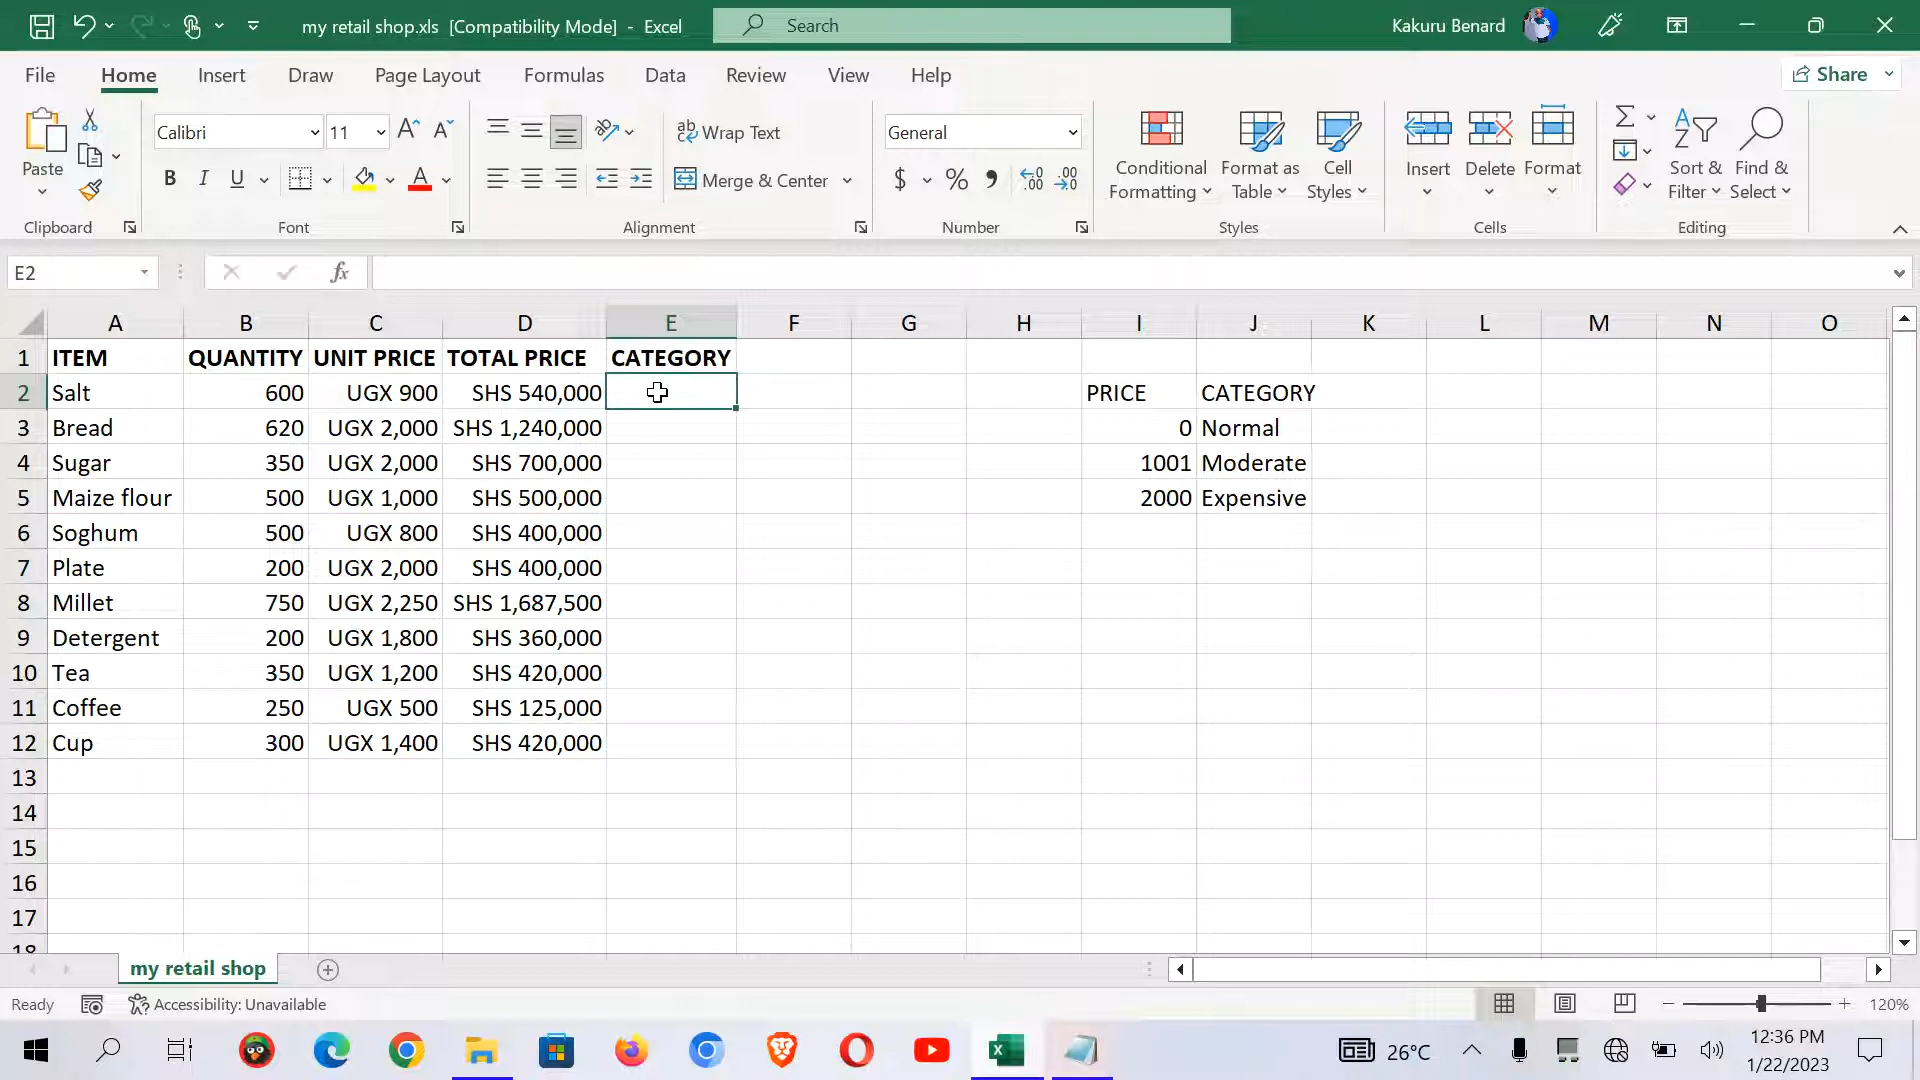 my retail shop.xls [Compatibility Mode] - Excel
Search
Kakuru Benard
File Home Insert Draw Page Layout Formulas Data Review View Help
Share
Paste
Clipboard
Calibri 11
B I U
Font
Wrap Text
Merge & Center
Alignment
General
$ % 9
Number
Conditional Formatting
Format as Table
Cell Styles
Styles
Insert Delete Format
Cells
Sort & Filter
Find & Select
Editing
E2
fx
A B C D E F G H I J K L M N O
1 ITEM QUANTITY UNIT PRICE TOTAL PRICE CATEGORY
2 Salt 600 UGX 900 SHS 540,000 PRICE CATEGORY
3 Bread 620 UGX 2,000 SHS 1,240,000 0 Normal
4 Sugar 350 UGX 2,000 SHS 700,000 1001 Moderate
5 Maize flour 500 UGX 1,000 SHS 500,000 2000 Expensive
6 Soghum 500 UGX 800 SHS 400,000
7 Plate 200 UGX 2,000 SHS 400,000
8 Millet 750 UGX 2,250 SHS 1,687,500
9 Detergent 200 UGX 1,800 SHS 360,000
10 Tea 350 UGX 1,200 SHS 420,000
11 Coffee 250 UGX 500 SHS 125,000
12 Cup 300 UGX 1,400 SHS 420,000
13
14
15
16
17
18
my retail shop
Ready Accessibility: Unavailable 120%
26°C
12:36 PM
1/22/2023